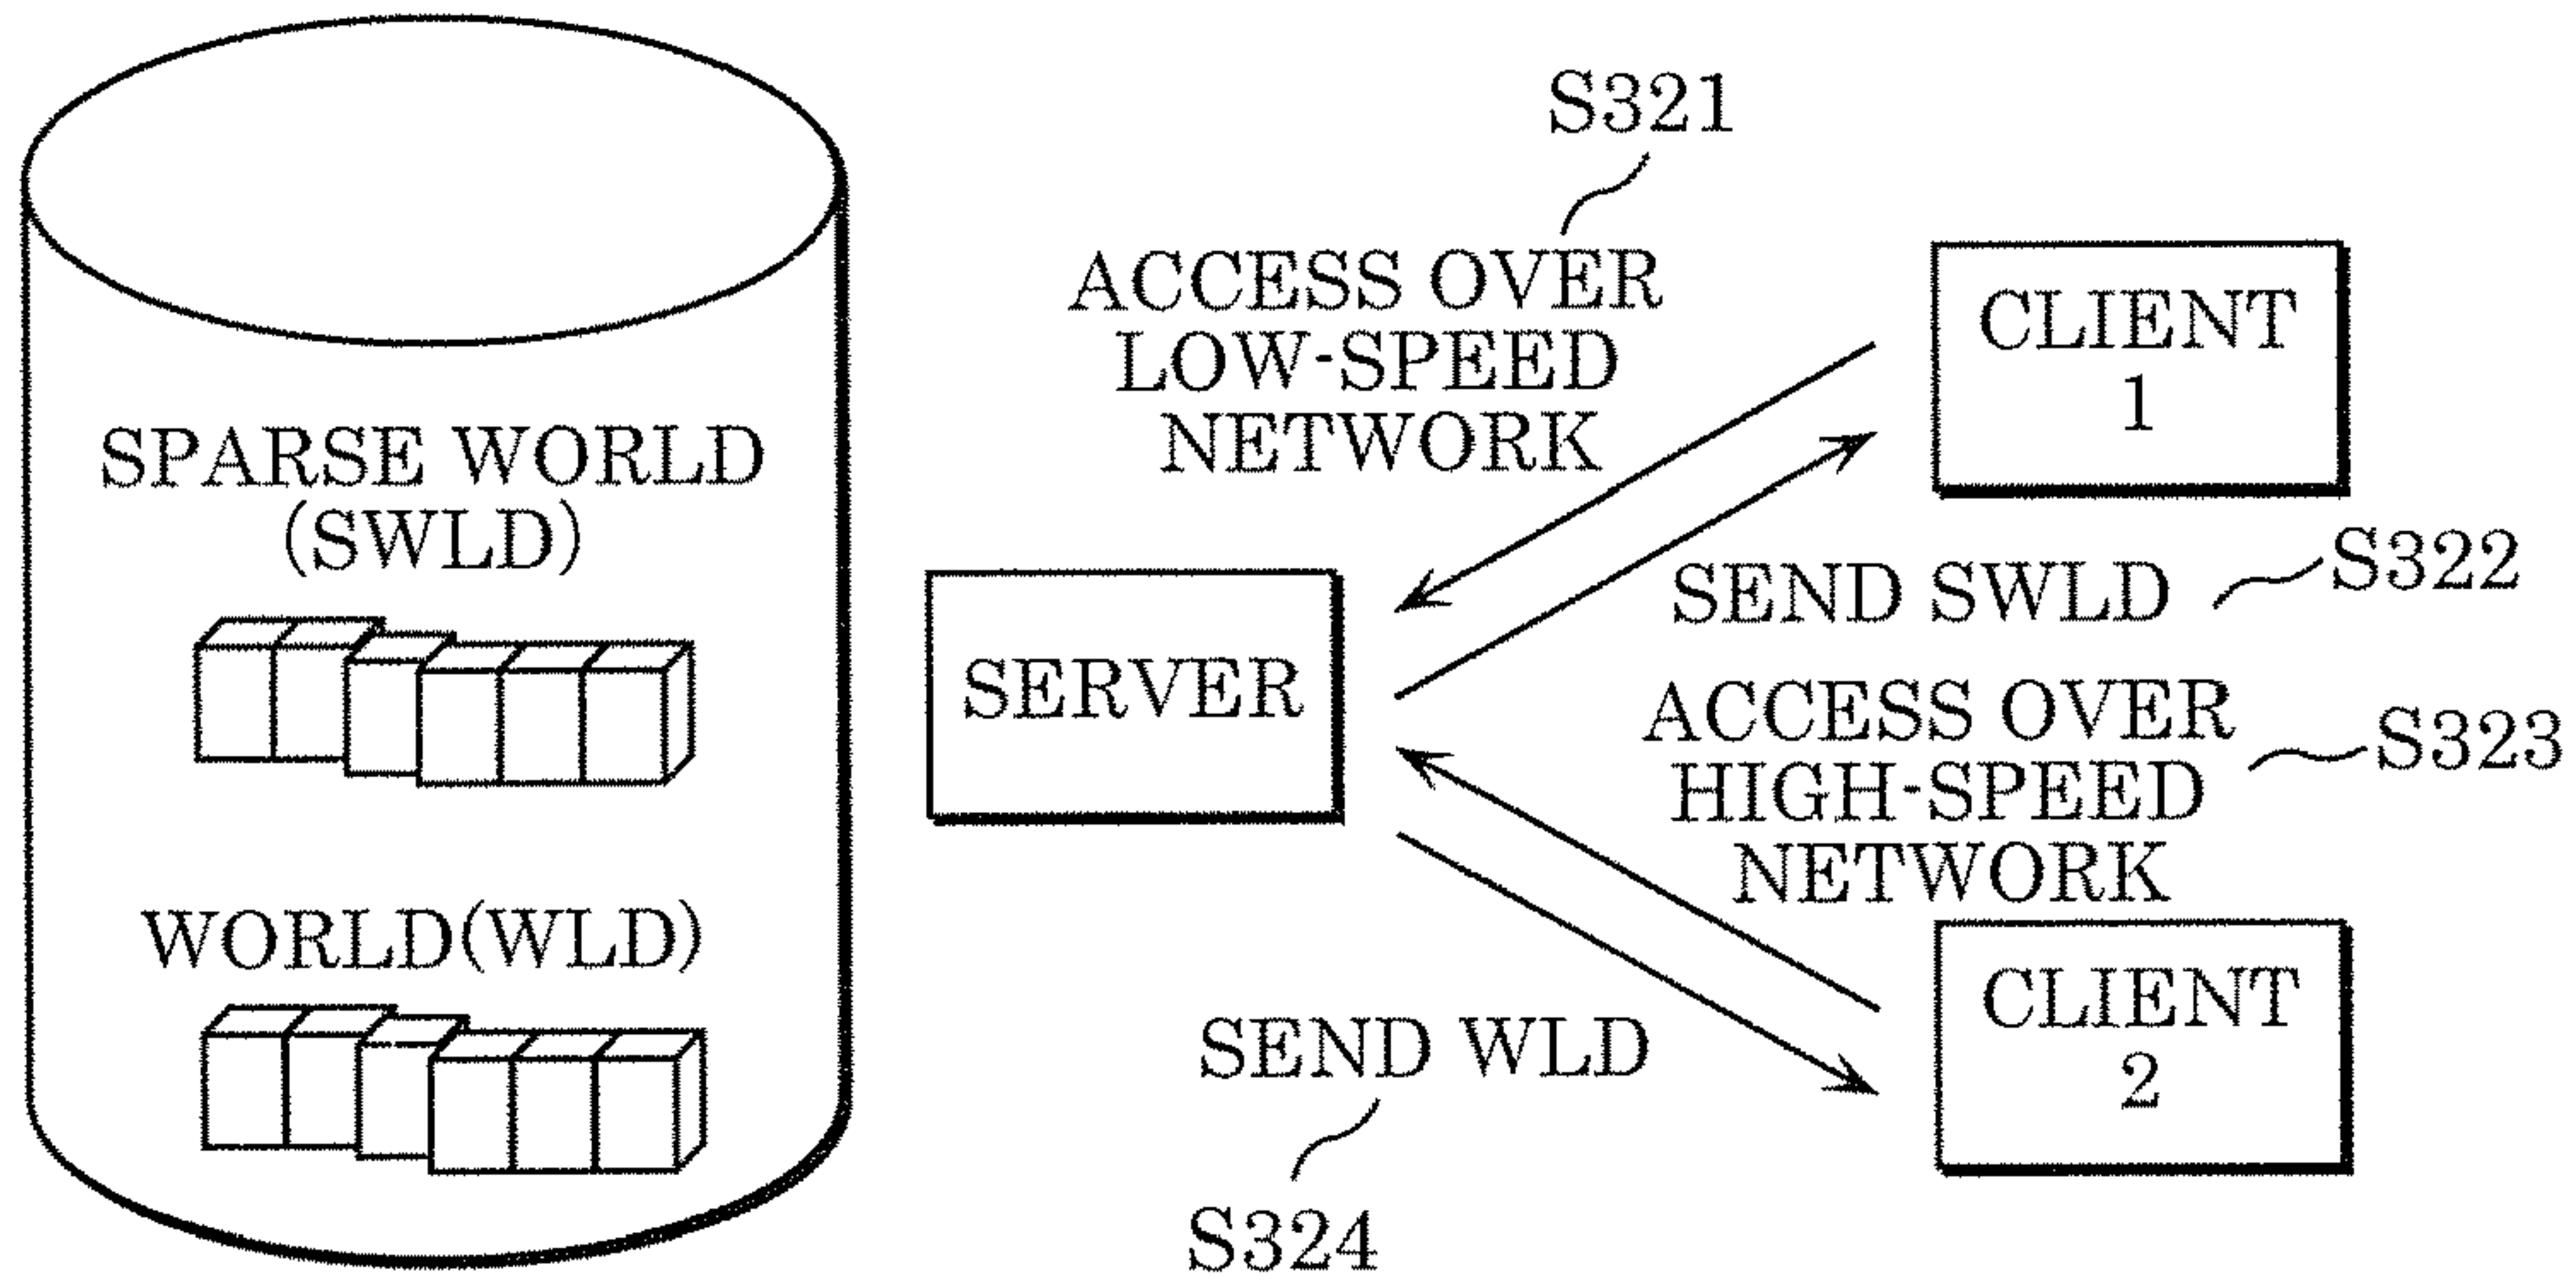 SPARSE WORLD
(SWLD)
WORLD(WLD)
SERVER
S321
ACCESS OVER
LOW-SPEED
NETWORK
CLIENT
1
SEND SWLD
S322
ACCESS OVER
HIGH-SPEED
NETWORK
S323
CLIENT
2
SEND WLD
S324